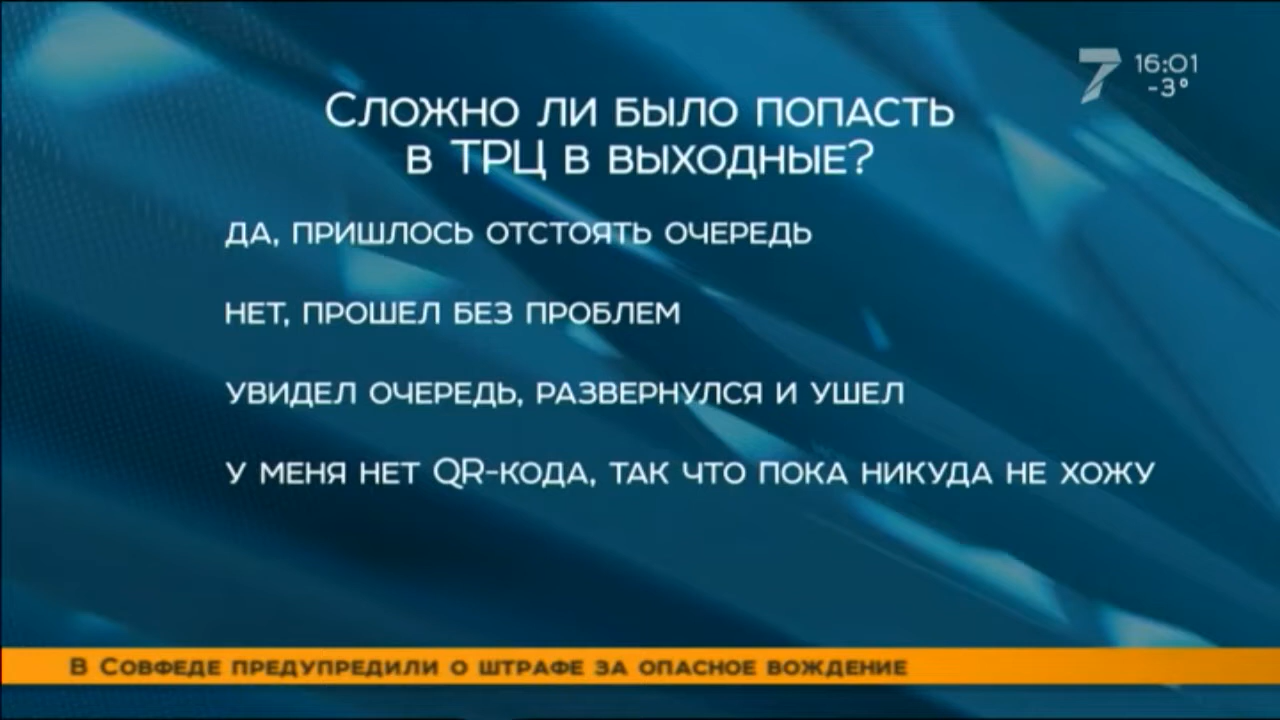 7 16:01
-3°
Сложно ли было попасть
в ТРЦ в выходные?
да, пришлось отстоять очередь
нет, прошел без проблем
увидел очередь, развернулся и ушел
у меня нет QR-кода, так что пока никуда не хожу
В Совфеде предупредили о штрафе за опасное вождение